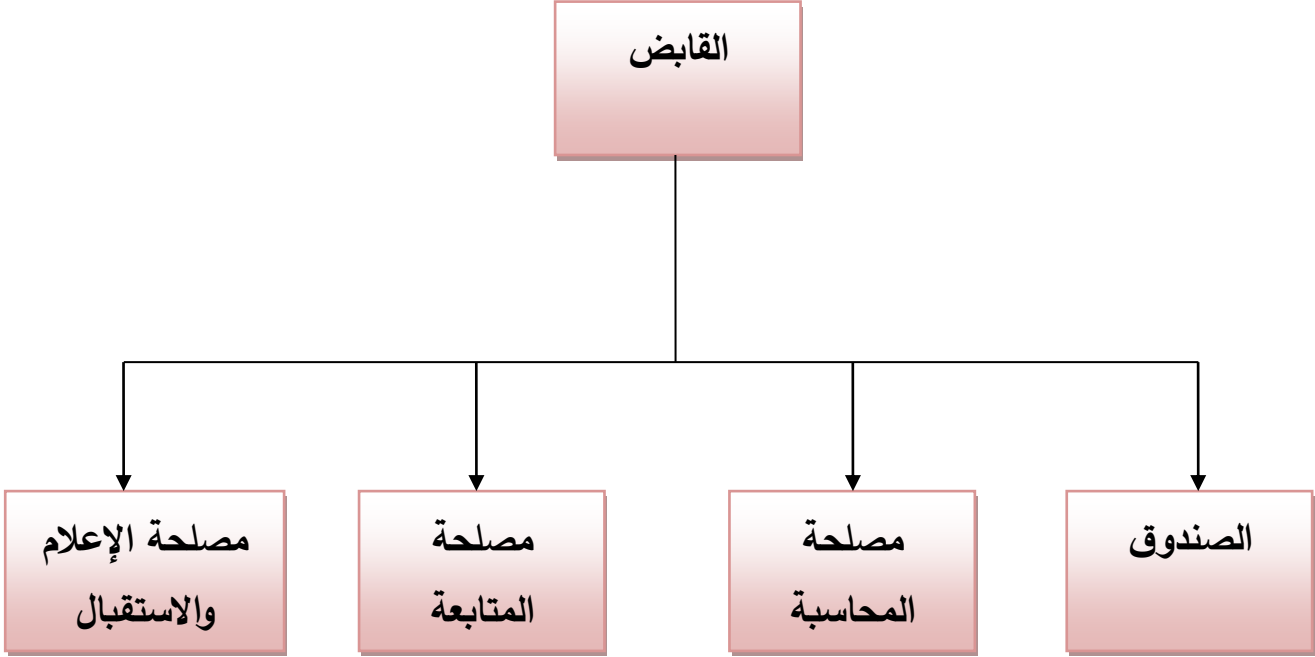 القابض
الصندوق
مصلحة
المحاسبة
مصلحة
المتابعة
مصلحة الإعلام
والاستقبال